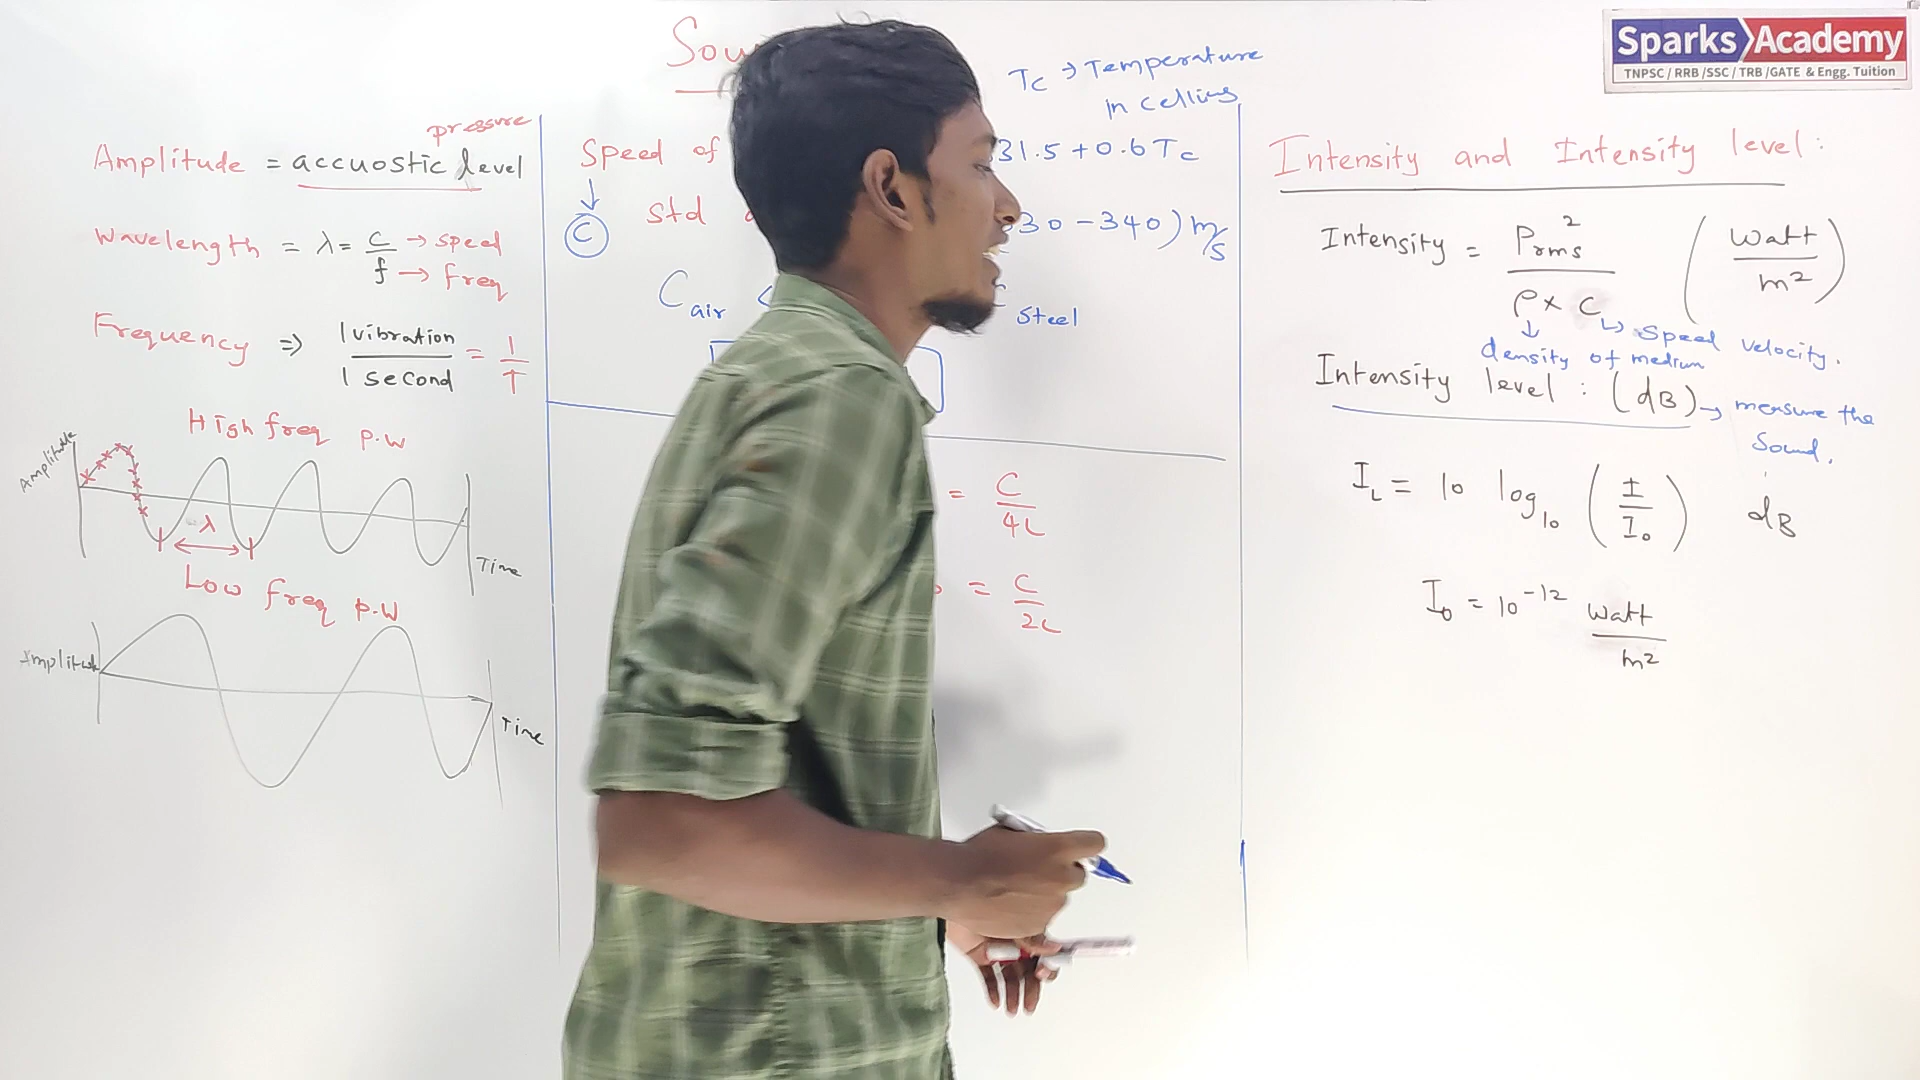 Sparks Academy
TNPSC / RRB / SSC / TRB / GATE & Engg. Tuition
pressure
Amplitude = accuostic level
Wavelength = λ = c/f → speed
→ freq
Frequency ⇒ 1 vibration / 1 second = 1/T
High freq P.W
Amplitude
λ
Time
Low freq P.W
Amplitude
Time
Tc → Temperature
in celling
Speed of 31.5 + 0.6 Tc
↓
C
std 30 - 340) m/s
C air < steel
= C/4L
= C/2L
Intensity and Intensity level:
Intensity = Prms² / ρ × C (Watt / m²)
↳ speed velocity.
↓
density of medium
Intensity level: (dB) → measure the
Sound.
IL = 10 log10 (I / I0) dB
I0 = 10⁻¹² watt / m²